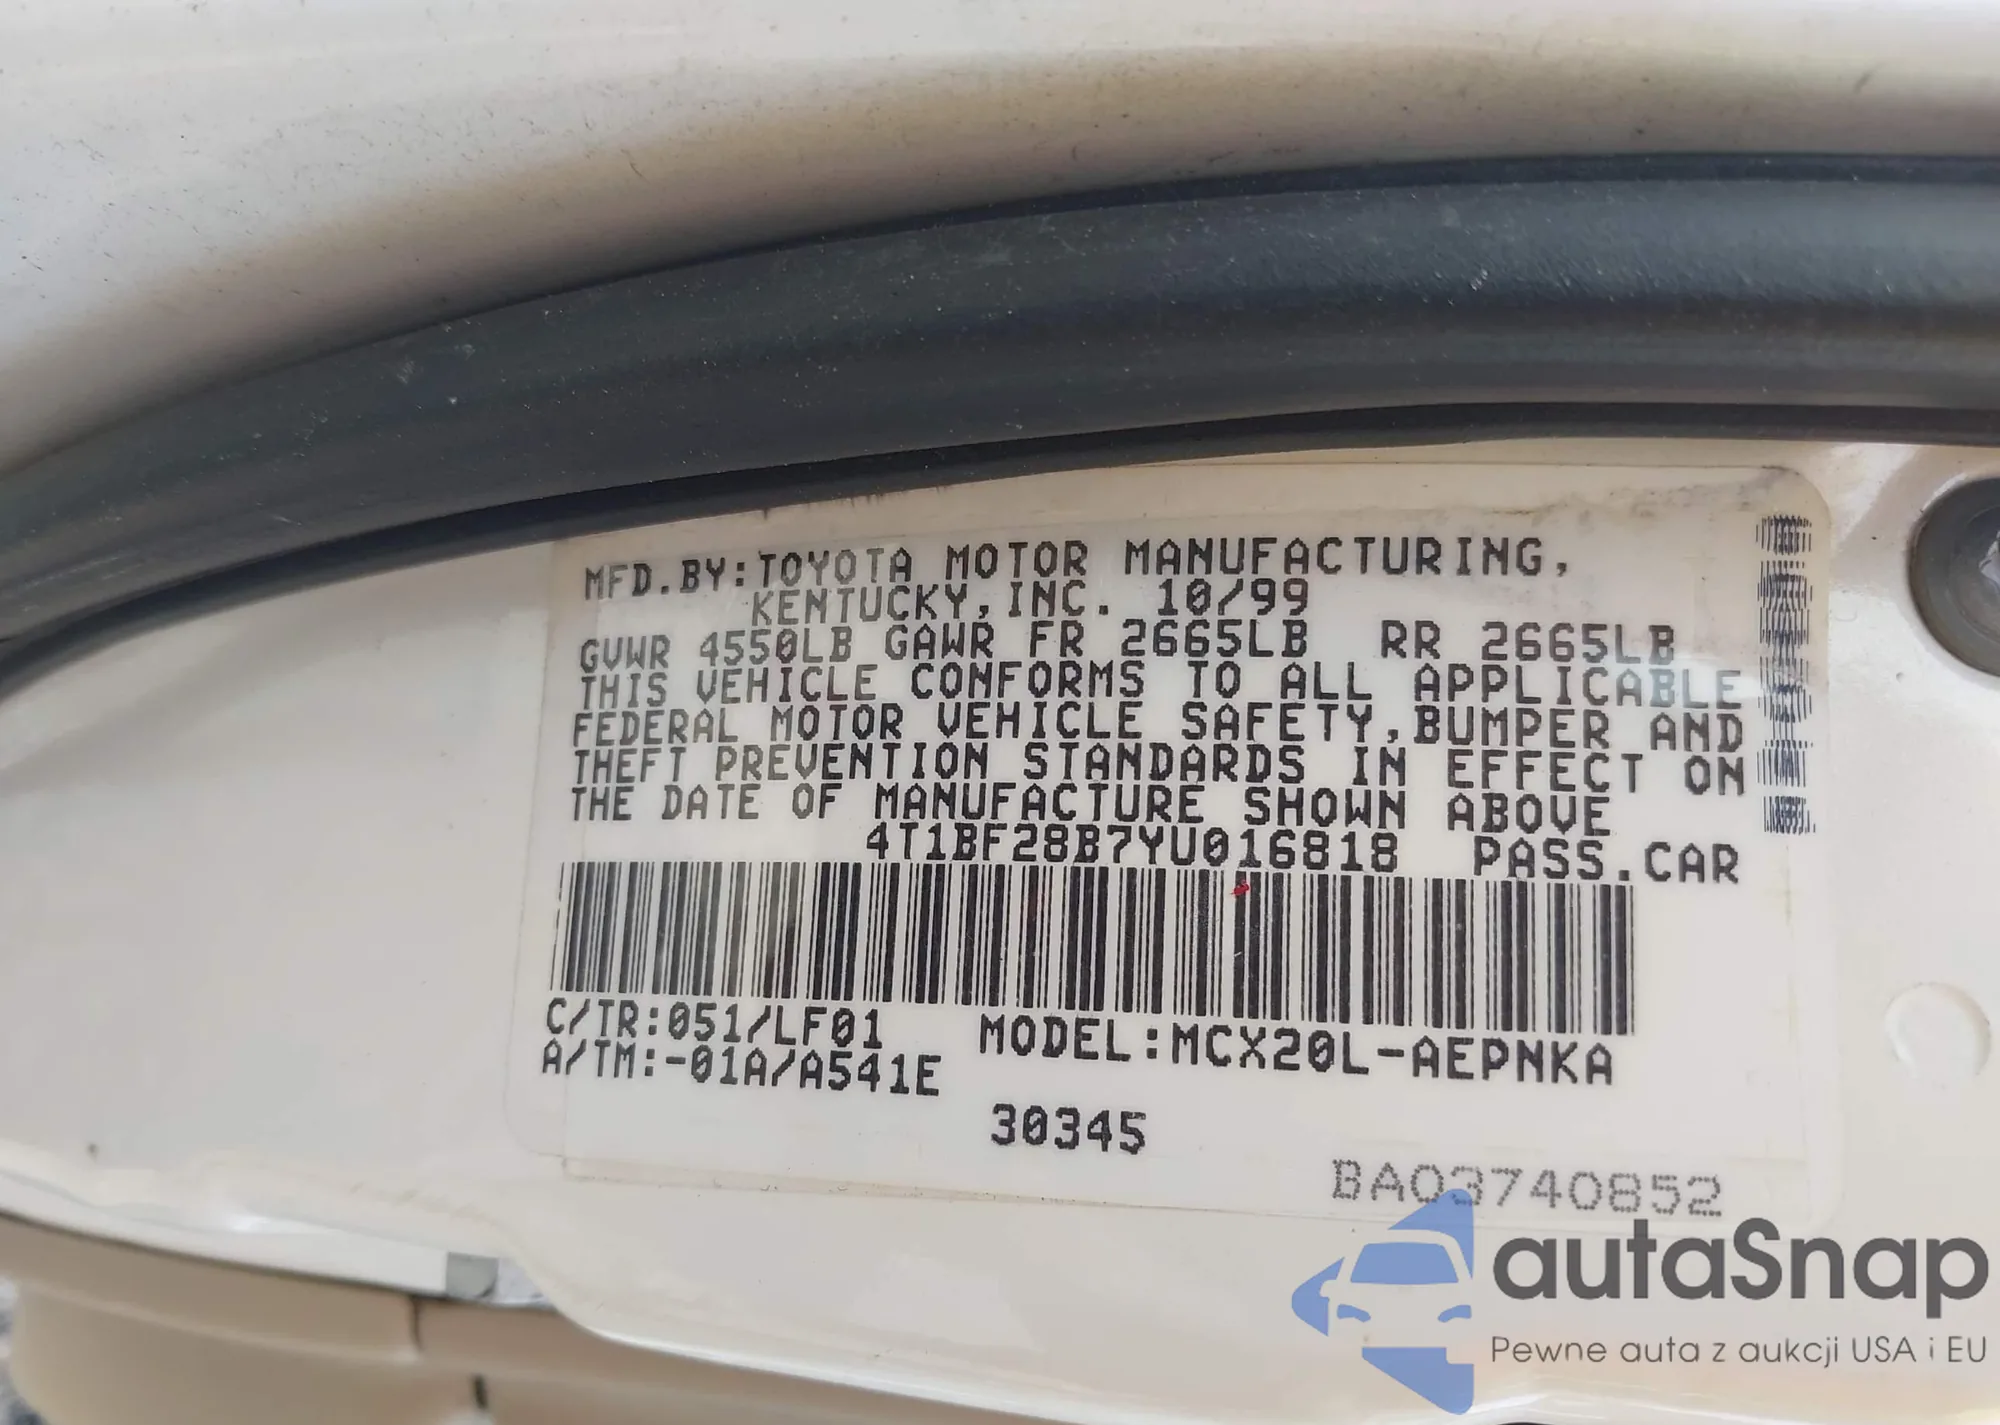 MFD.BY:TOYOTA MOTOR MANUFACTURING,
KENTUCKY,INC. 10/99
GVWR 4550LB GAWR FR 2665LB RR 2665LB
THIS VEHICLE CONFORMS TO ALL APPLICABLE
FEDERAL MOTOR VEHICLE SAFETY,BUMPER AND
THEFT PREVENTION STANDARDS IN EFFECT ON
THE DATE OF MANUFACTURE SHOWN ABOVE
4T1BF28B7YU016818 PASS.CAR
C/TR:051/LF01 MODEL:MCX20L-AEPNKA
A/TM:-01A/A541E
30345
BA03740852
autaSnap
Pewne auta z aukcji USA i EU